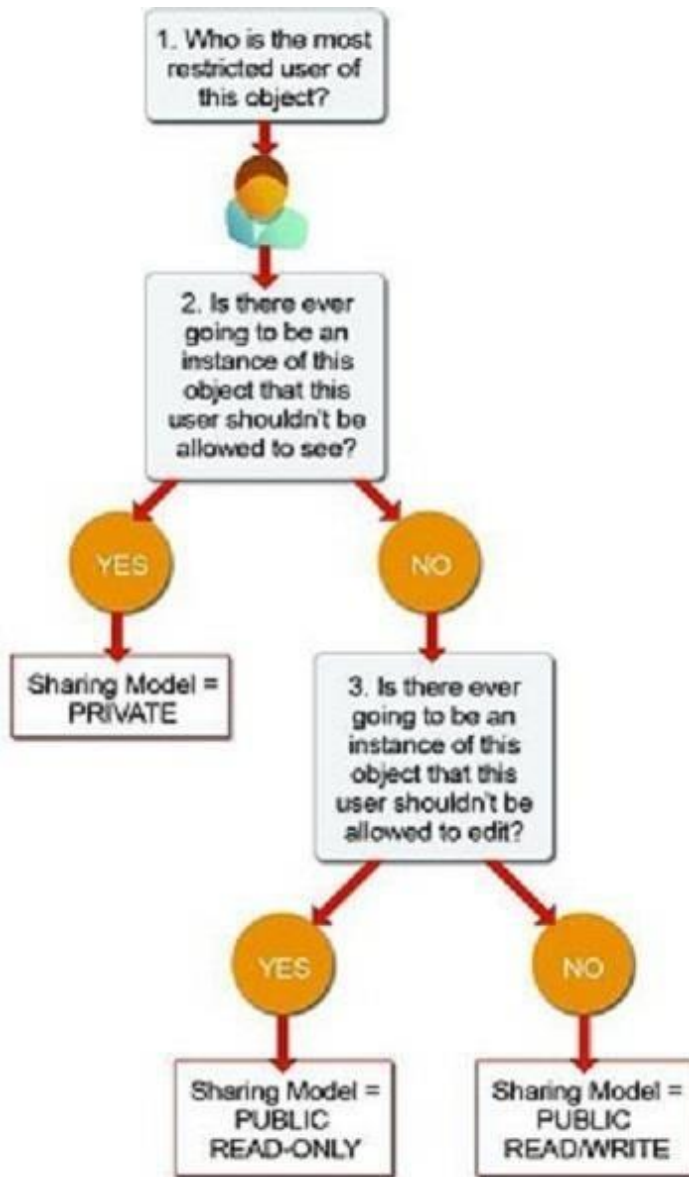 1. Who is the most
restricted user of
this object?
2. Is there ever
going to be an
instance of this
object that this
user shouldn't be
allowed to see?
YES
NO
Sharing Model =
PRIVATE
3. Is there ever
going to be an
instance of this
object that this
user shouldn't be
allowed to edit?
YES
NO
Sharing Model =
PUBLIC
READ-ONLY
Sharing Model =
PUBLIC
READ/WRITE